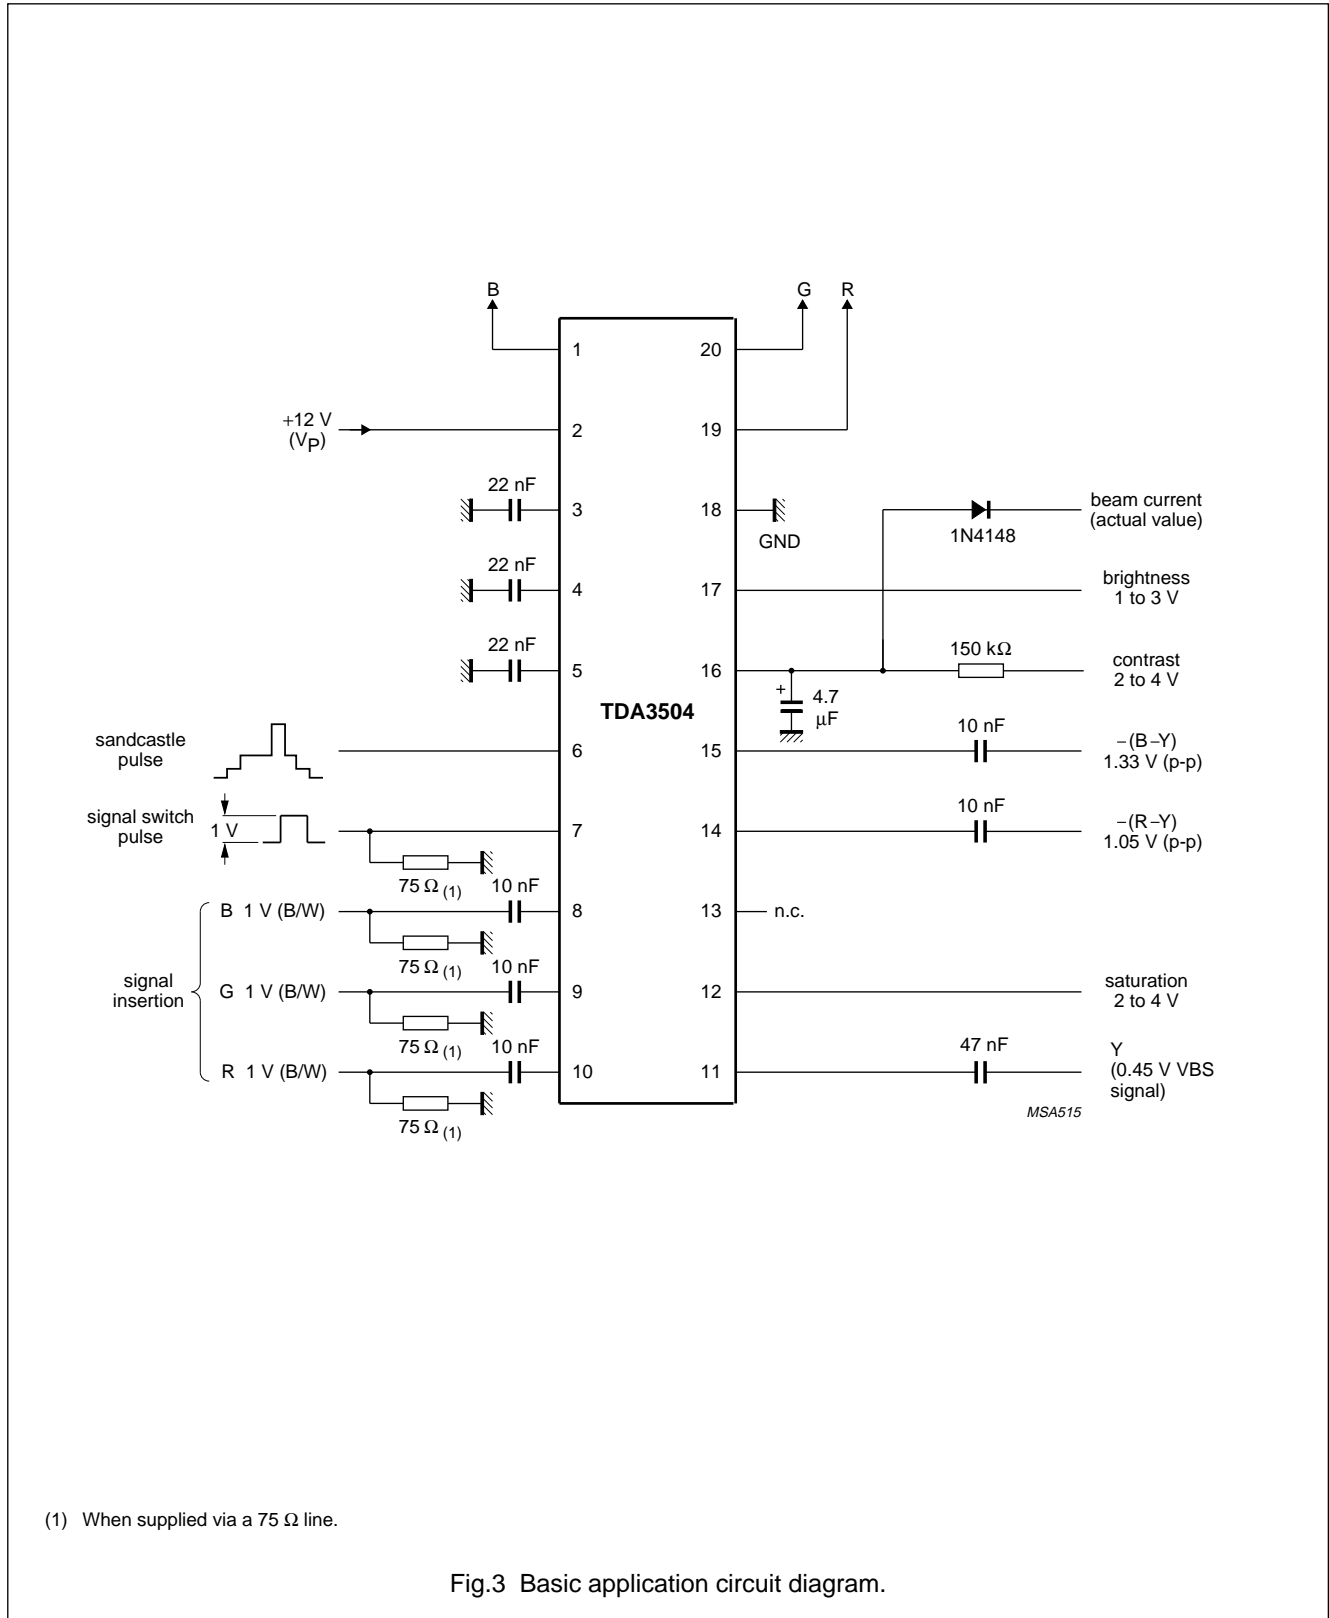 B
G
R
1
20
+12 V
(VP)
2
19
22 nF
3
18
GND
1N4148
beam current
(actual value)
22 nF
4
17
brightness
1 to 3 V
22 nF
5
16
150 kΩ
contrast
2 to 4 V
+
4.7
µF
TDA3504
sandcastle
pulse
6
15
10 nF
−(B−Y)
1.33 V (p-p)
signal switch
pulse
1 V
7
14
10 nF
−(R−Y)
1.05 V (p-p)
75 Ω (1)
10 nF
B 1 V (B/W)
8
13
n.c.
75 Ω (1)
10 nF
signal
insertion
G 1 V (B/W)
9
12
saturation
2 to 4 V
75 Ω (1)
10 nF
R 1 V (B/W)
10
11
47 nF
Y
(0.45 V VBS
signal)
75 Ω (1)
MSA515
(1) When supplied via a 75 Ω line.
Fig.3 Basic application circuit diagram.